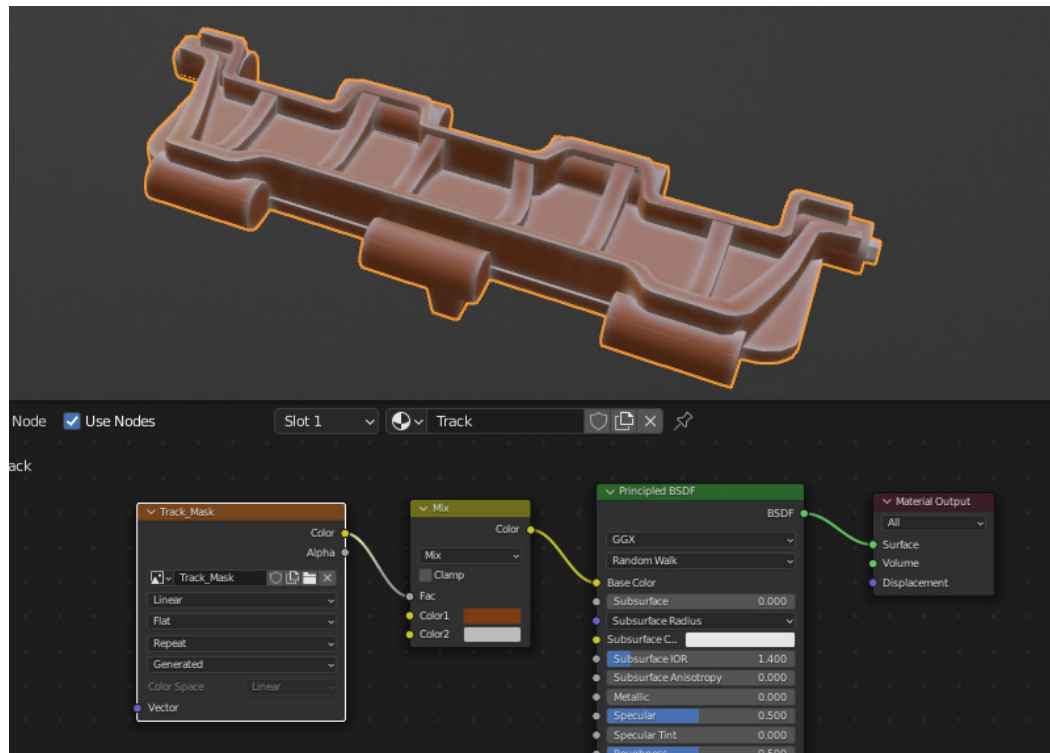 Node
Use Nodes
Slot 1
Track
ack
Track_Mask
Color
Alpha
Track_Mask
Linear
Flat
Repeat
Generated
Color Space Linear
Vector
Mix
Color
Mix
Clamp
Fac
Color1
Color2
Principled BSDF
BSDF
GGX
Random Walk
Base Color
Subsurface 0.000
Subsurface Radius
Subsurface C...
Subsurface IOR 1.400
Subsurface Anisotropy 0.000
Metallic 0.000
Specular 0.500
Specular Tint 0.000
Roughness 0.500
Material Output
All
Surface
Volume
Displacement